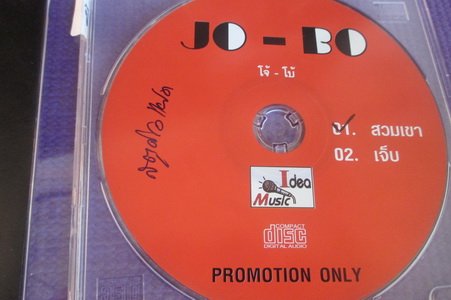 JO - BO
โจ้ - โบ้
01. สวมเขา
02. เจ็บ
Idea
Music
COMPACT
disc
DIGITAL AUDIO
PROMOTION ONLY